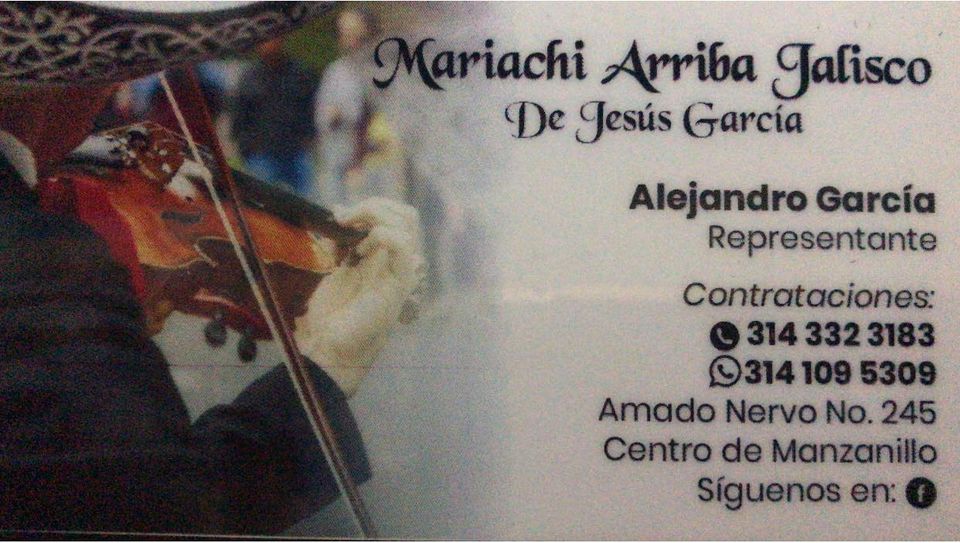 Mariachi Arriba Jalisco
De Jesús García
Alejandro García
Representante
Contrataciones:
314 332 3183
314 109 5309
Amado Nervo No. 245
Centro de Manzanillo
Síguenos en: